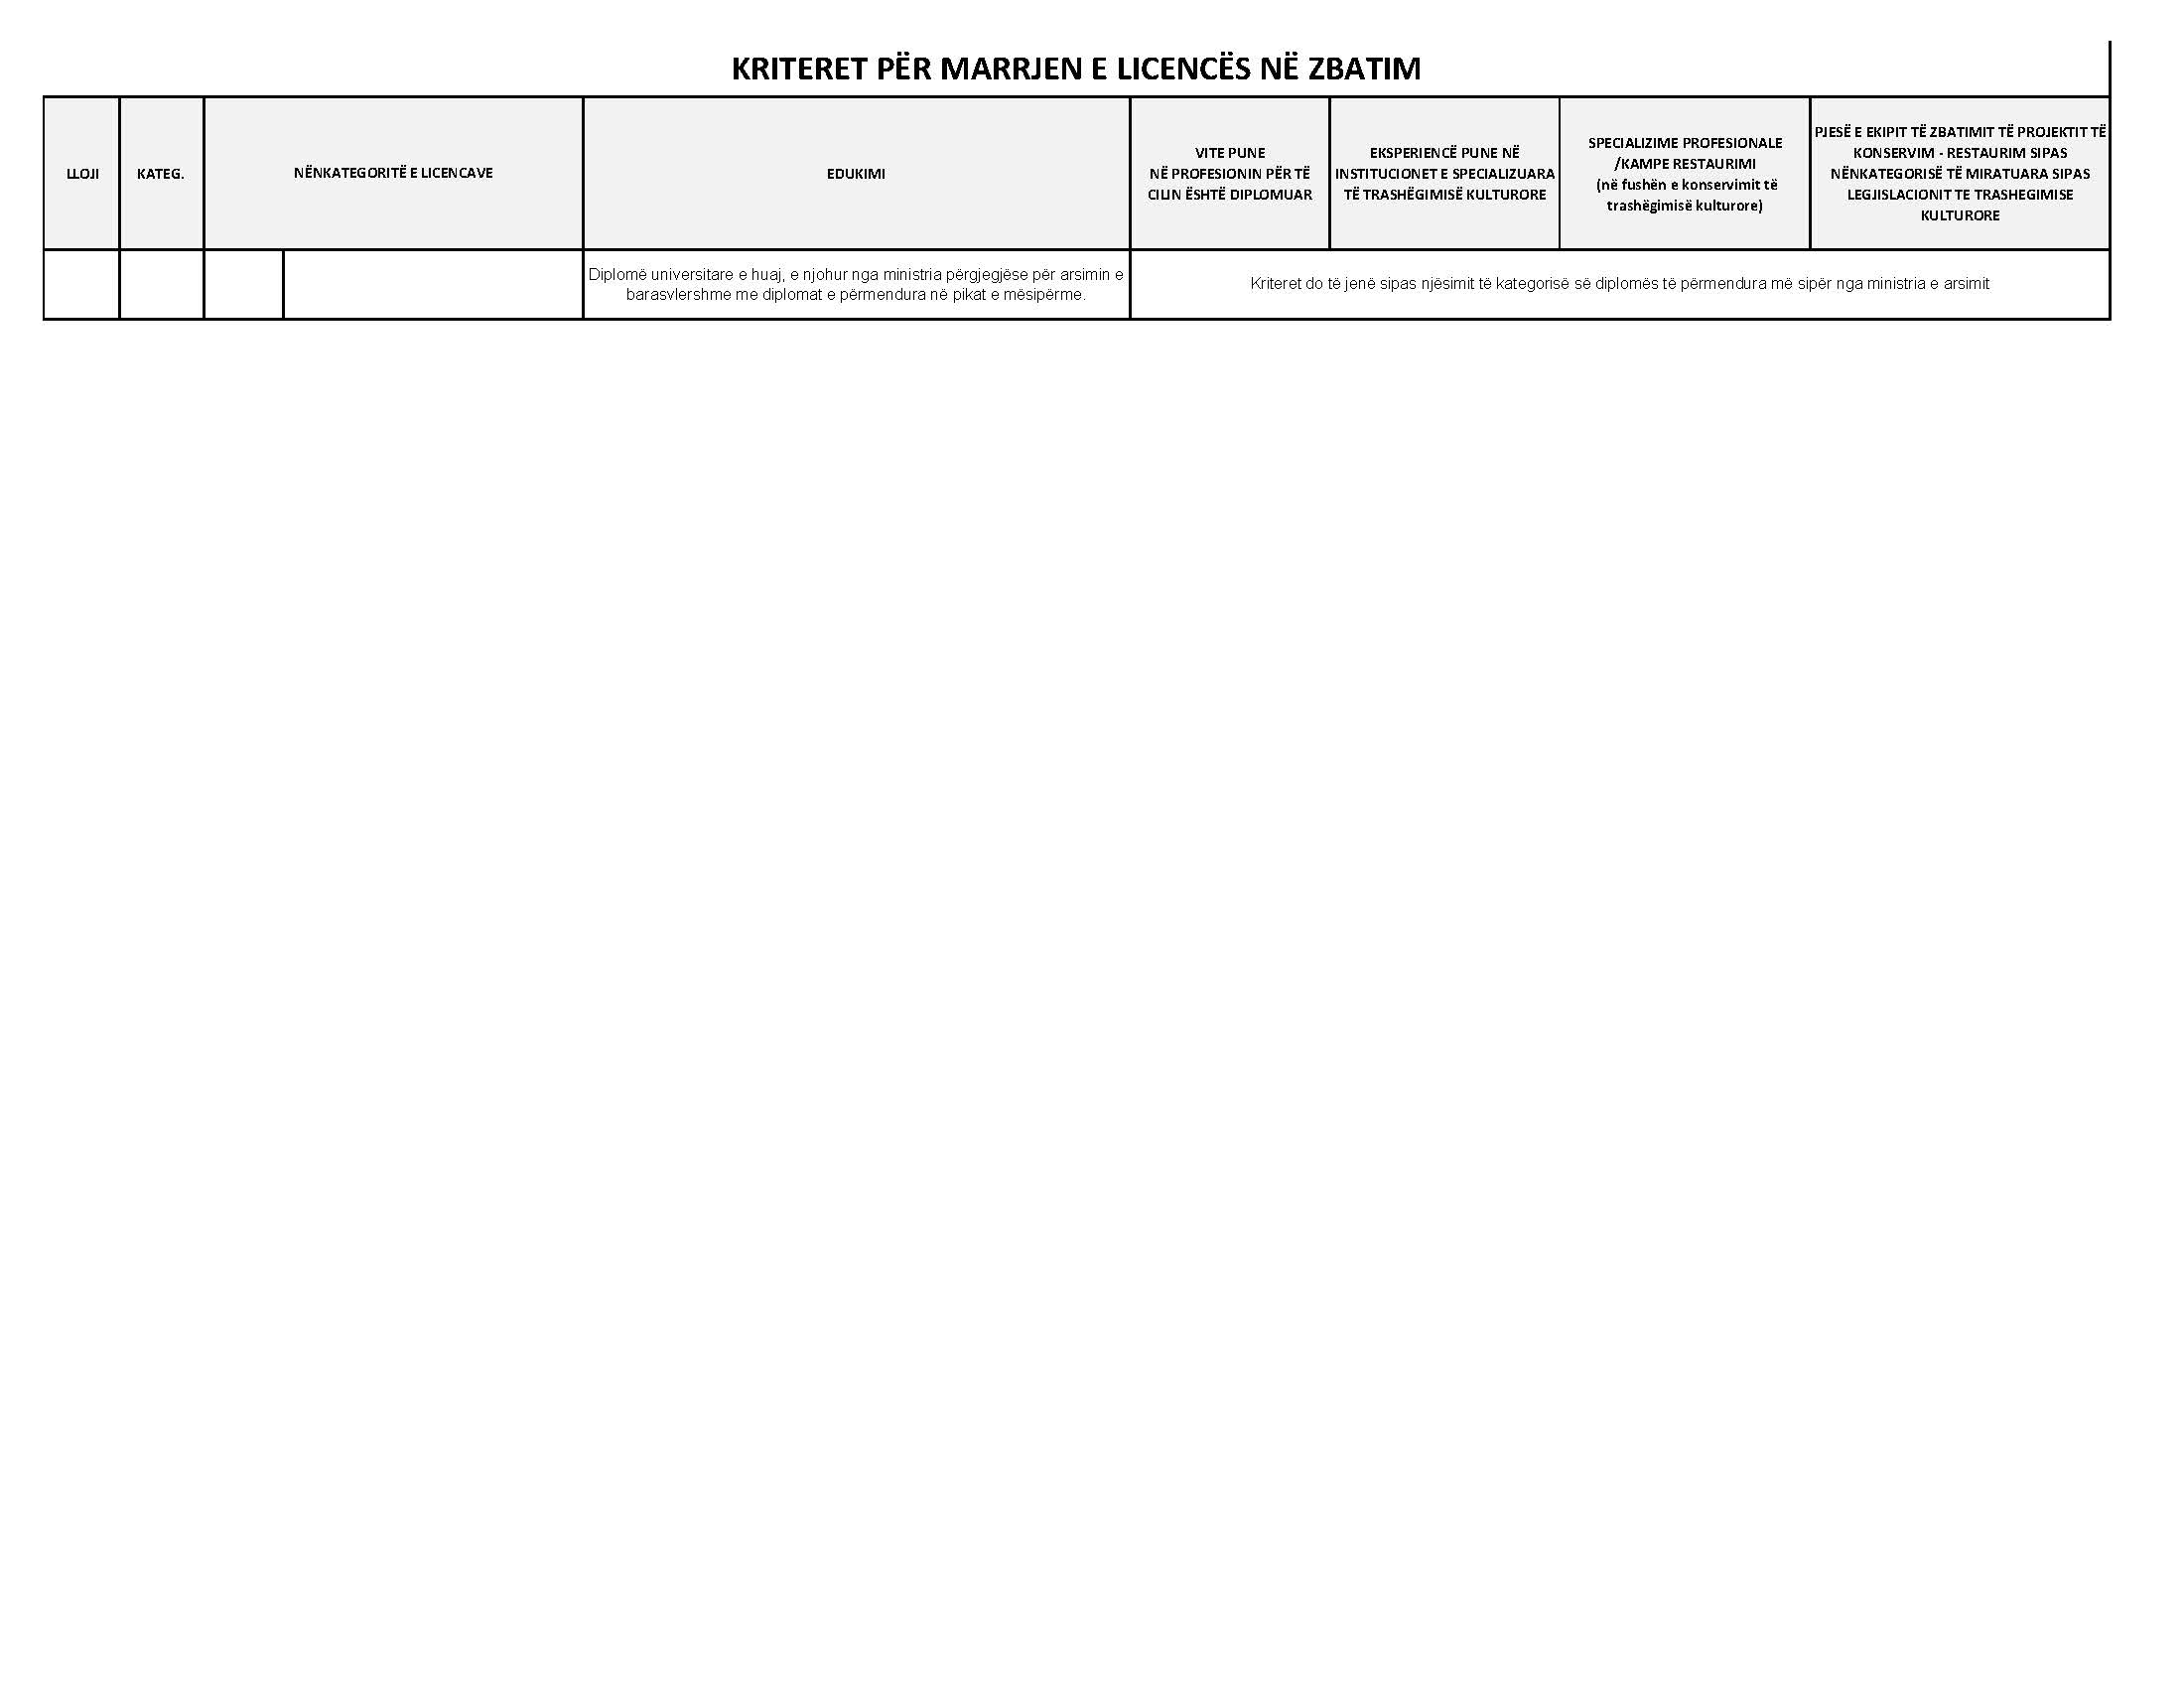 KRITERET PËR MARRJEN E LICENCËS NË ZBATIM
LLOJI
KATEG.
NËNKATEGORITË E LICENCAVE
EDUKIMI
VITE PUNE
NË PROFESIONIN PËR TË
CILIN ËSHTË DIPLOMUAR
EKSPERIENCË PUNE NË
INSTITUCIONET E SPECIALIZUARA
TË TRASHËGIMISË KULTURORE
SPECIALIZIME PROFESIONALE
/KAMPE RESTAURIMI
(në fushën e konservimit të
trashëgimisë kulturore)
PJESË E EKIPIT TË ZBATIMIT TË PROJEKTIT TË
KONSERVIM - RESTAURIM SIPAS
NËNKATEGORISË TË MIRATUARA SIPAS
LEGJISLACIONIT TE TRASHEGIMISE
KULTURORE
Diplomë universitare e huaj, e njohur nga ministria përgjegjëse për arsimin e
barasvlershme me diplomat e përmendura në pikat e mësipërme.
Kriteret do të jenë sipas njësimit të kategorisë së diplomës të përmendura më sipër nga ministria e arsimit